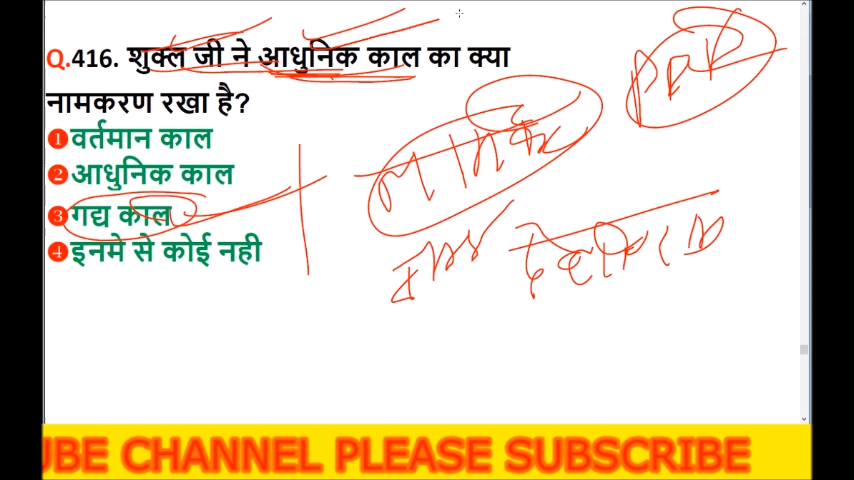 Q.416. शुक्ल जी ने आधुनिक काल का क्या
नामकरण रखा है?
❶वर्तमान काल
❷आधुनिक काल
❸गद्य काल
❹इनमे से कोई नही
UBE CHANNEL PLEASE SUBSCRIBE